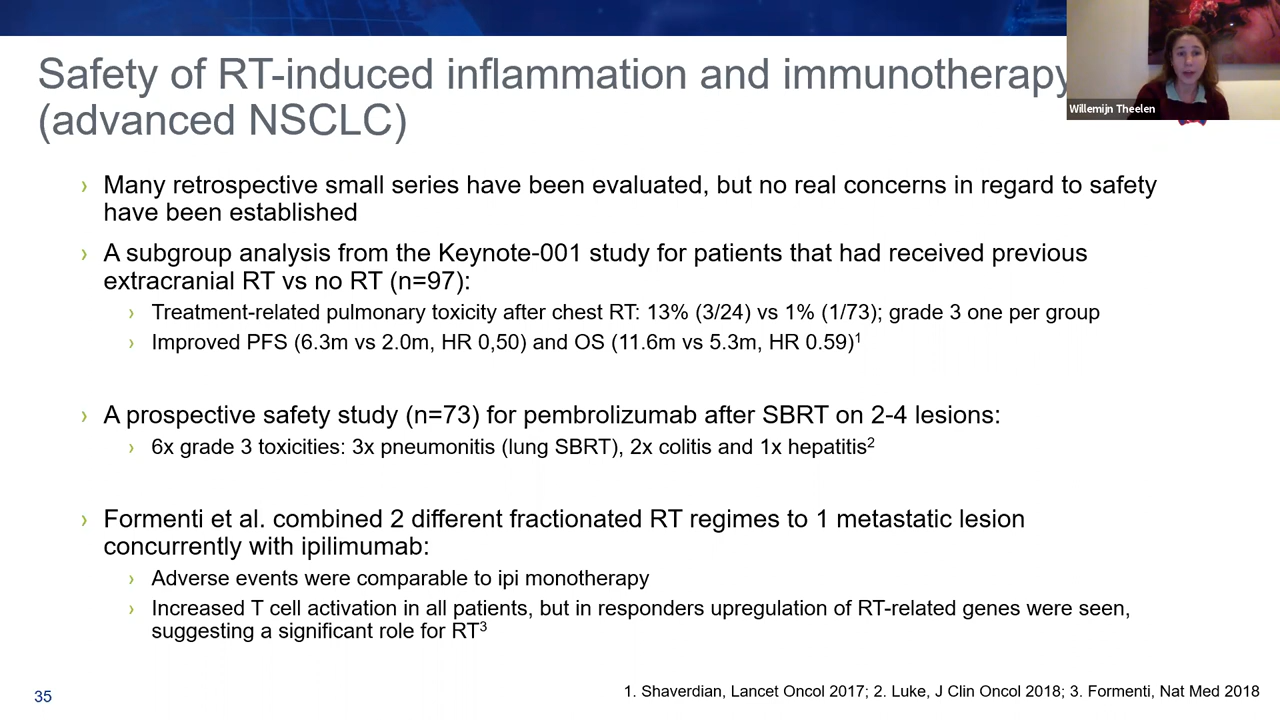 Safety of RT-induced inflammation and immunotherapy
(advanced NSCLC)
Willemijn Theelen
› Many retrospective small series have been evaluated, but no real concerns in regard to safety
have been established
› A subgroup analysis from the Keynote-001 study for patients that had received previous
extracranial RT vs no RT (n=97):
› Treatment-related pulmonary toxicity after chest RT: 13% (3/24) vs 1% (1/73); grade 3 one per group
› Improved PFS (6.3m vs 2.0m, HR 0,50) and OS (11.6m vs 5.3m, HR 0.59)¹
› A prospective safety study (n=73) for pembrolizumab after SBRT on 2-4 lesions:
› 6x grade 3 toxicities: 3x pneumonitis (lung SBRT), 2x colitis and 1x hepatitis²
› Formenti et al. combined 2 different fractionated RT regimes to 1 metastatic lesion
concurrently with ipilimumab:
› Adverse events were comparable to ipi monotherapy
› Increased T cell activation in all patients, but in responders upregulation of RT-related genes were seen,
suggesting a significant role for RT³
35
1. Shaverdian, Lancet Oncol 2017; 2. Luke, J Clin Oncol 2018; 3. Formenti, Nat Med 2018